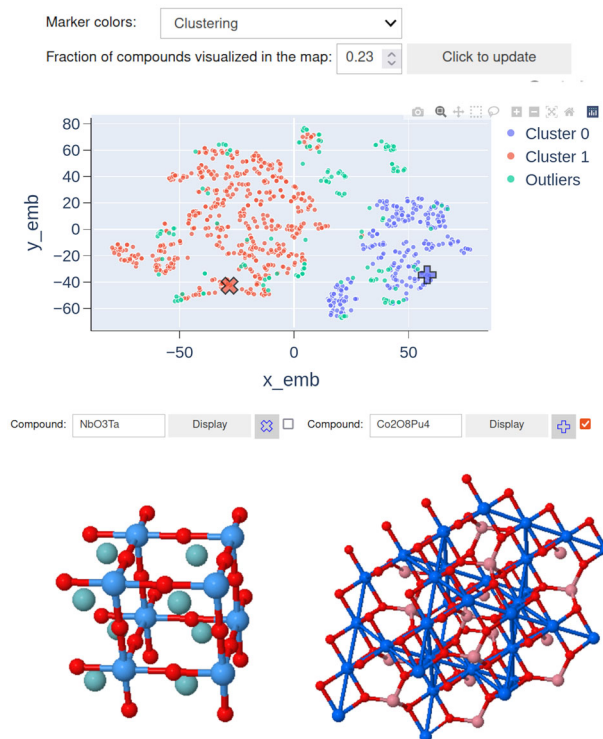 Marker colors: Clustering
Fraction of compounds visualized in the map: 0.23 Click to update
80
60
40
20
0
−20
−40
−60
y_emb
−50 0 50
x_emb
Cluster 0
Cluster 1
Outliers
Compound: NbO3Ta Display Compound: Co2O8Pu4 Display